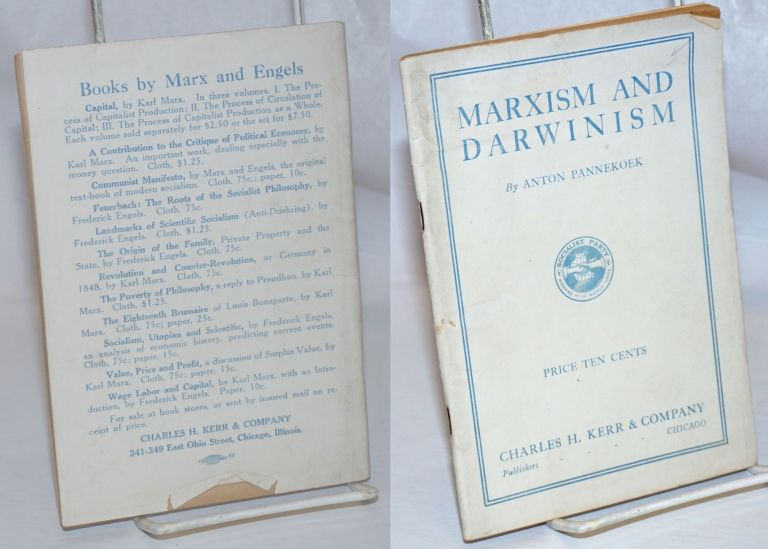 Books by Marx and Engels
Capital, by Karl Marx. In three volumes, I. The Pro-
cess of Capitalist Production; II. The Process of Circulation of
Capital; III. The Process of Capitalist Production as a Whole.
Each volume sold separately for $2.50 or the set for $7.50.
A Contribution to the Critique of Political Economy, by
Karl Marx. An important work, dealing especially with the
money question. Cloth, $1.25.
Communist Manifesto, by Marx and Engels, the original
text-book of modern socialism. Cloth, 75c.; paper, 10c.
Feuerbach: The Roots of the Socialist Philosophy, by
Frederick Engels. Cloth, 75c.
Landmarks of Scientific Socialism (Anti-Duehring), by
Frederick Engels. Cloth, $1.25.
The Origin of the Family, Private Property and the
State, by Frederick Engels. Cloth, 75c.
Revolution and Counter-Revolution, or Germany in
1848, by Karl Marx. Cloth, 75c.
The Poverty of Philosophy, a reply to Proudhon, by Karl
Marx. Cloth, $1.25.
The Eighteenth Brumaire of Louis Bonaparte, by Karl
Marx. Cloth, 75c; paper, 25c.
Socialism, Utopian and Scientific, by Frederick Engels,
an analysis of economic history, predicting current events.
Cloth, 75c; paper, 15c.
Value, Price and Profit, a discussion of Surplus Value, by
Karl Marx. Cloth, 75c; paper, 15c.
Wage Labor and Capital, by Karl Marx, with an Intro-
duction, by Frederick Engels. Paper, 10c.
For sale at book stores, or sent by insured mail on re-
ceipt of price.
CHARLES H. KERR & COMPANY
341-349 East Ohio Street, Chicago, Illinois.
MARXISM AND
DARWINISM
By ANTON PANNEKOEK
SOCIALIST PARTY
PRICE TEN CENTS
CHARLES H. KERR & COMPANY
Publishers CHICAGO